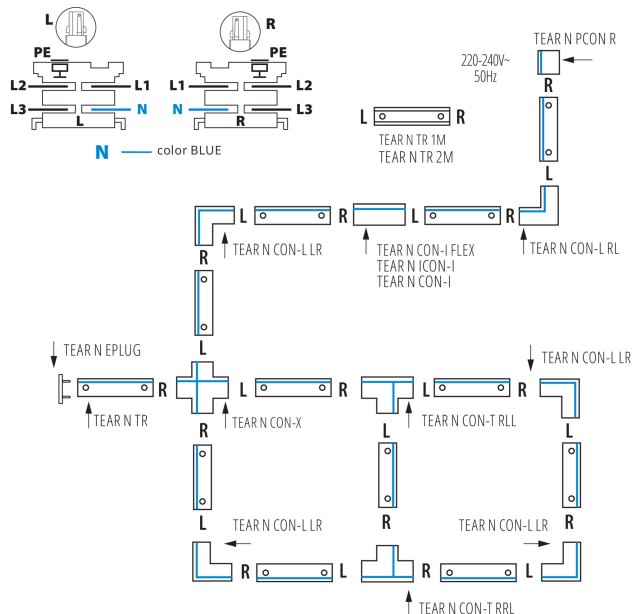 L
R
PE
PE
L2
L1
L1
L2
L3
N
N
L3
L
R
N
color BLUE
TEAR N PCON R
220-240V~
50Hz
R
L
R
TEAR N TR 1M
TEAR N TR 2M
L
L
R
L
R
TEAR N CON-L LR
TEAR N CON-I FLEX
TEAR N ICON-I
TEAR N CON-I
TEAR N CON-L RL
R
L
TEAR N EPLUG
TEAR N CON-L LR
R
L
R
L
R
TEAR N TR
TEAR N CON-X
TEAR N CON-T RLL
R
L
L
L
R
R
TEAR N CON-L LR
TEAR N CON-L LR
R
L
R
L
TEAR N CON-T RRL